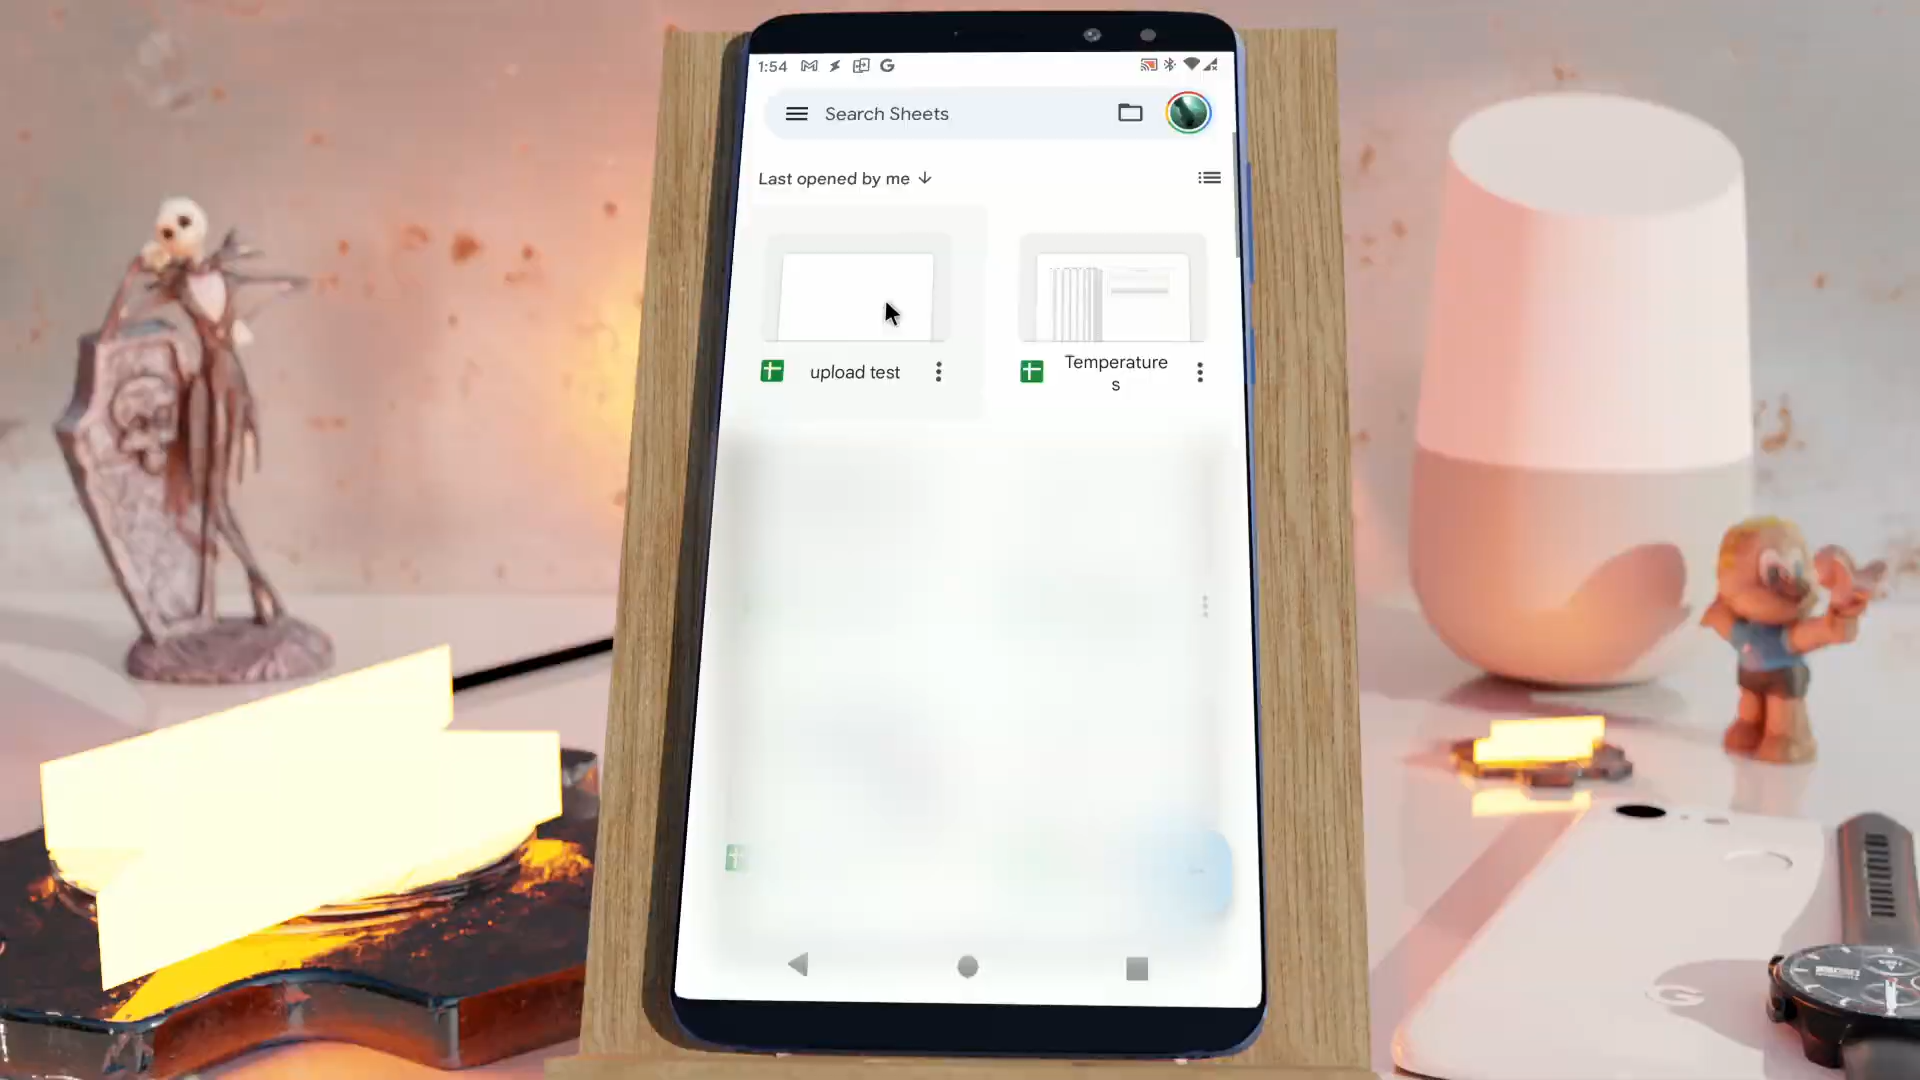 1:54
Search Sheets
Last opened by me
upload test
Temperature
s